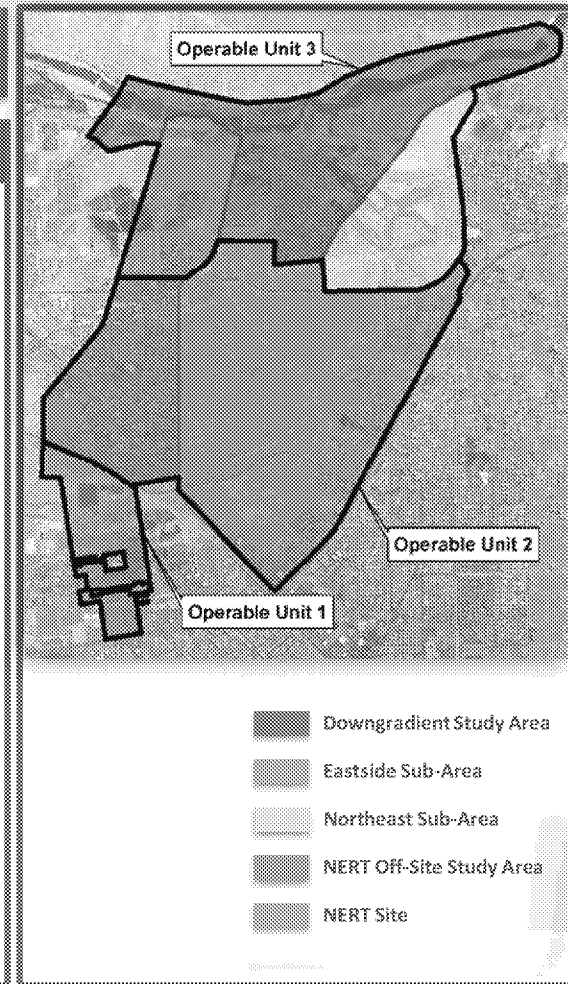 Operable Unit 3
Operable Unit 2
Operable Unit 1
Downgradient Study Area
Eastside Sub-Area
Northeast Sub-Area
NERT Off-Site Study Area
NERT Site